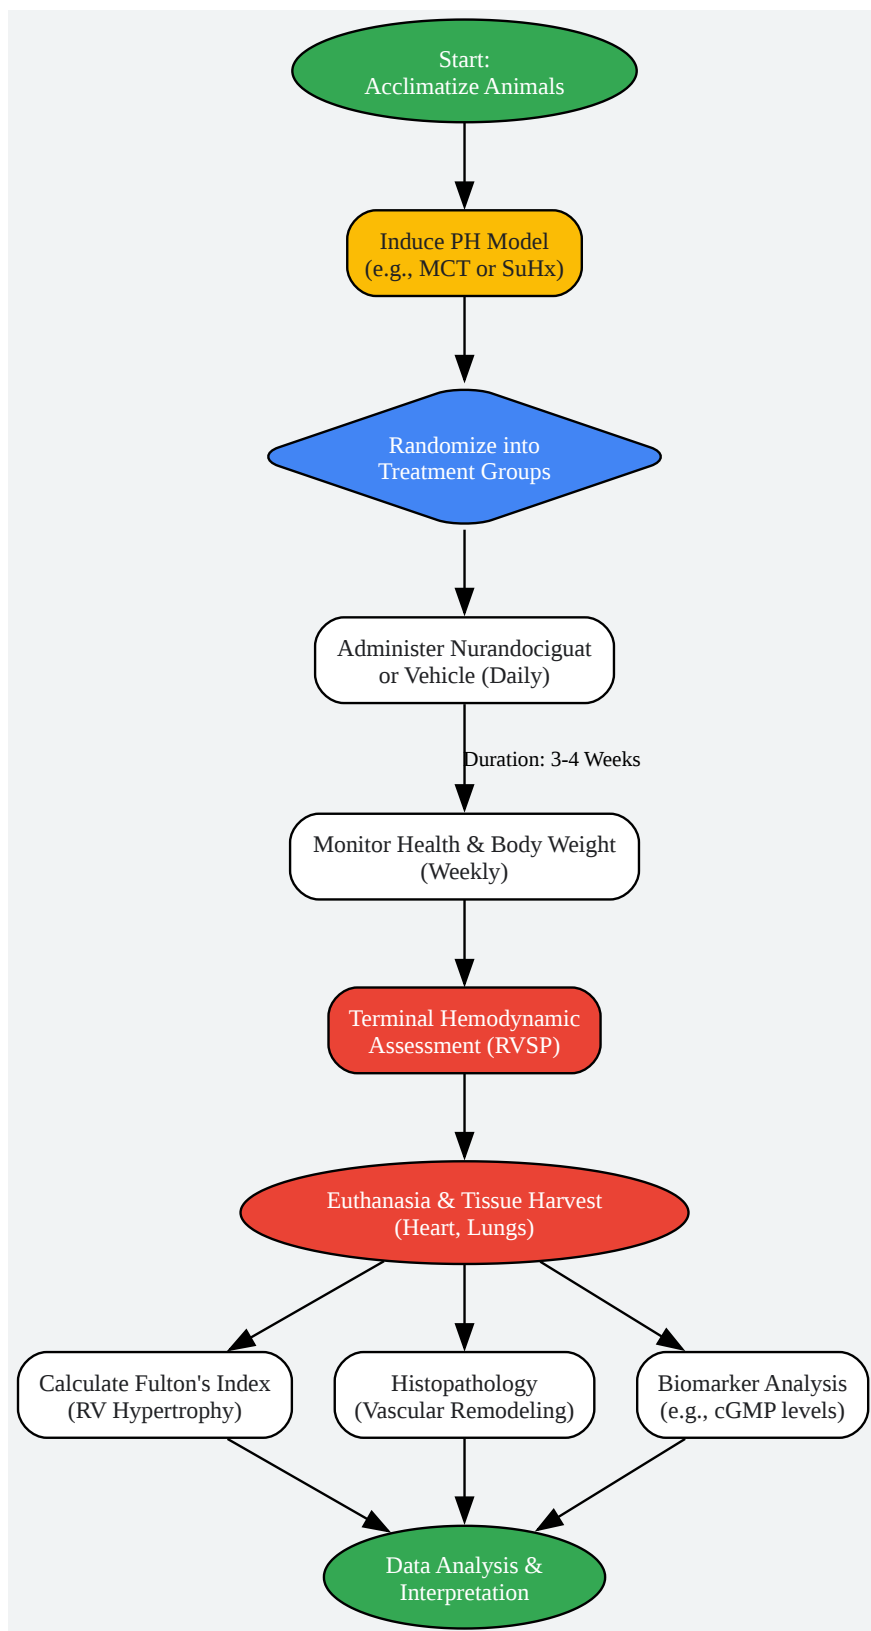 Start:
Acclimatize Animals
Induce PH Model
(e.g., MCT or SuHx)
Randomize into
Treatment Groups
Administer Nurandociguat
or Vehicle (Daily)
Duration: 3-4 Weeks
Monitor Health & Body Weight
(Weekly)
Terminal Hemodynamic
Assessment (RVSP)
Euthanasia & Tissue Harvest
(Heart, Lungs)
Calculate Fulton's Index
(RV Hypertrophy)
Histopathology
(Vascular Remodeling)
Biomarker Analysis
(e.g., cGMP levels)
Data Analysis &
Interpretation